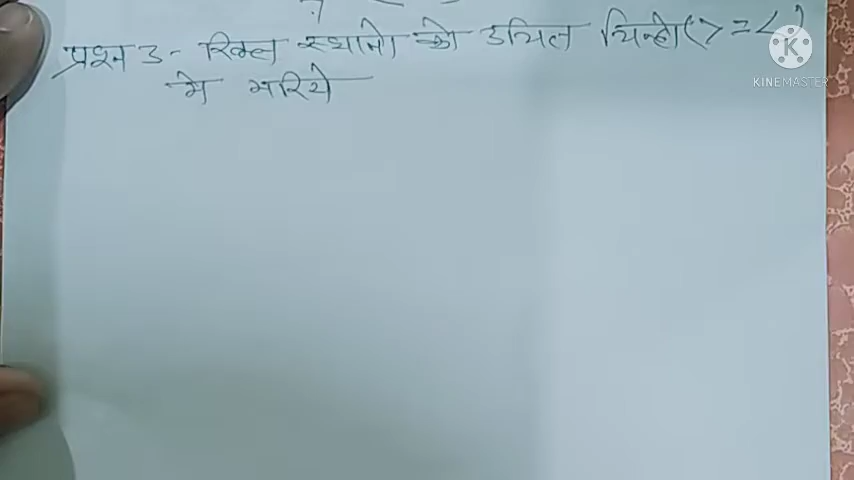 प्रश्न 3- रिक्त स्थानो को उचित चिन्हो (> = <)
मे भरिये
KINEMASTER